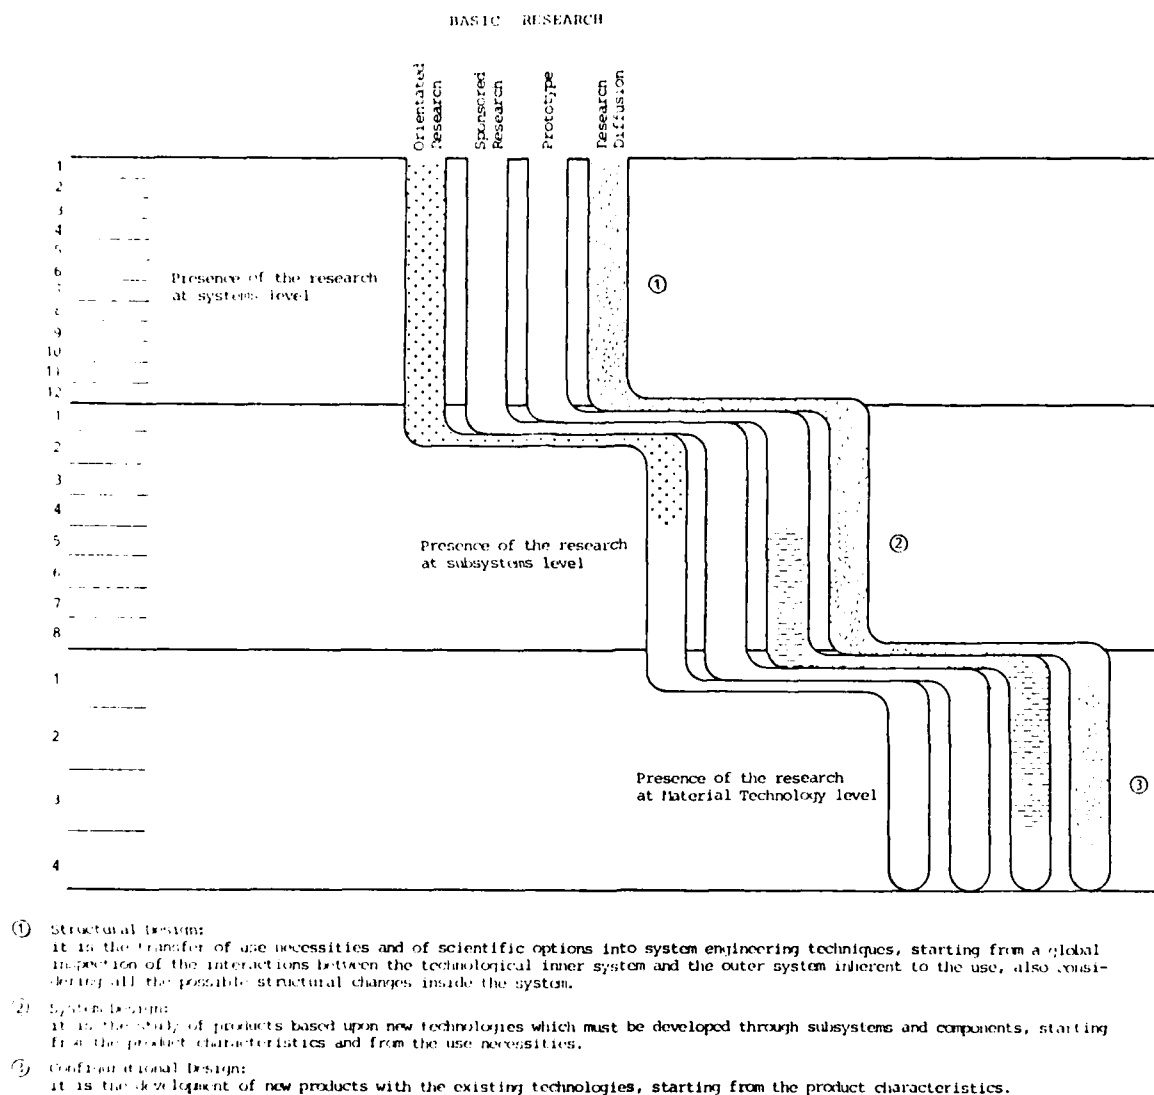 BASIC RESEARCH
Orientated
Research
Sponsored
Research
Prototype
Research
Diffusion
1
2
3
4
5
6
7
8
9
10
11
12
Presence of the research
at systems level
①
1
2
3
4
5
6
7
8
Presence of the research
at subsystems level
②
1
2
3
4
Presence of the research
at Material Technology level
③
① Structural Design:
it is the transfer of use necessities and of scientific options into system engineering techniques, starting from a global
inspection of the interactions between the technological inner system and the outer system inherent to the use, also consi-
dering all the possible structural changes inside the system.
② System Design:
it is the study of products based upon new technologies which must be developed through subsystems and components, starting
from the product characteristics and from the use necessities.
③ Configurational Design:
it is the development of new products with the existing technologies, starting from the product characteristics.